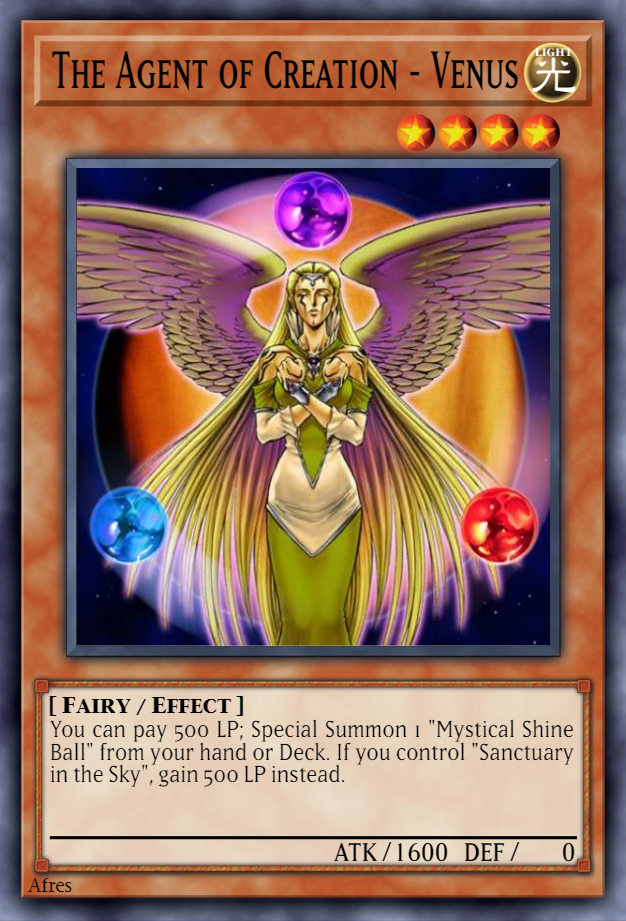 The Agent of Creation - Venus
LIGHT
光
[ Fairy / Effect ]
You can pay 500 LP; Special Summon 1 "Mystical Shine
Ball" from your hand or Deck. If you control "Sanctuary
in the Sky", gain 500 LP instead.
ATK / 1600 DEF / 0
Afres